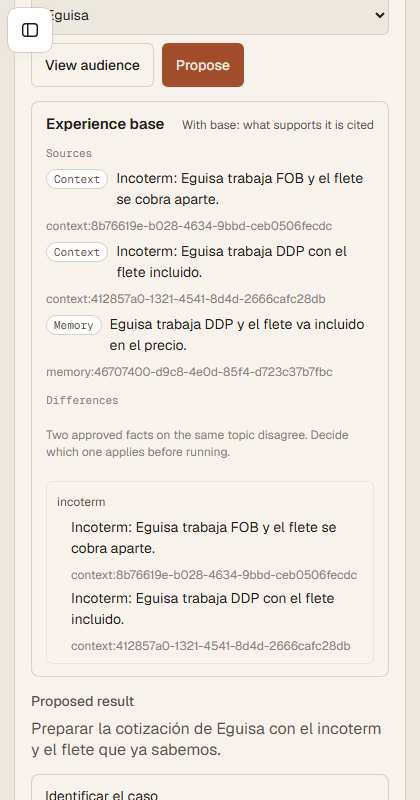 Eguisa
View audience
Propose
Experience base
With base: what supports it is cited
Sources
Context
Incoterm: Eguisa trabaja FOB y el flete
se cobra aparte.
context:8b76619e-b028-4634-9bbd-ceb0506fecdc
Context
Incoterm: Eguisa trabaja DDP con el
flete incluido.
context:412857a0-1321-4541-8d4d-2666cafc28db
Memory
Eguisa trabaja DDP y el flete va incluido
en el precio.
memory:46707400-d9c8-4e0d-85f4-d723c37b7fbc
Differences
Two approved facts on the same topic disagree. Decide
which one applies before running.
incoterm
Incoterm: Eguisa trabaja FOB y el flete se
cobra aparte.
context:8b76619e-b028-4634-9bbd-ceb0506fecdc
Incoterm: Eguisa trabaja DDP con el flete
incluido.
context:412857a0-1321-4541-8d4d-2666cafc28db
Proposed result
Preparar la cotización de Eguisa con el incoterm
y el flete que ya sabemos.
Identificar el caso